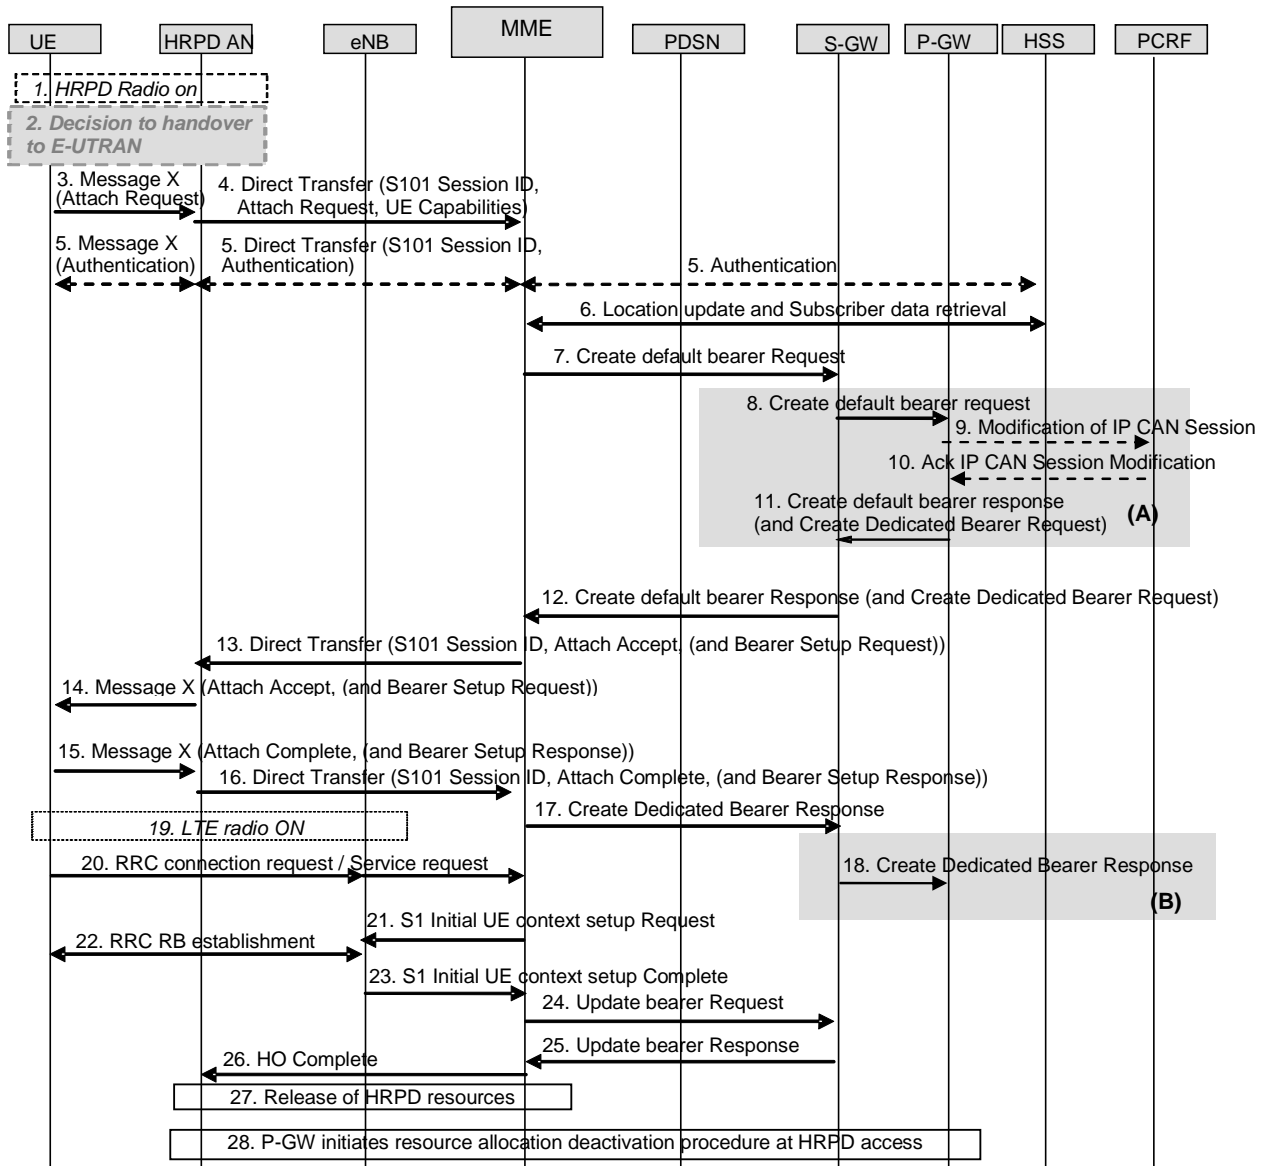 UE
HRPD AN
eNB
MME
PDSN
S-GW
P-GW
HSS
PCRF
1. HRPD Radio on
2. Decision to handover
to E-UTRAN
3. Message X
(Attach Request)
4. Direct Transfer (S101 Session ID,
Attach Request, UE Capabilities)
5. Message X
(Authentication)
5. Direct Transfer (S101 Session ID,
Authentication)
5. Authentication
6. Location update and Subscriber data retrieval
7. Create default bearer Request
8. Create default bearer request
9. Modification of IP CAN Session
10. Ack IP CAN Session Modification
11. Create default bearer response
(and Create Dedicated Bearer Request)
(A)
12. Create default bearer Response (and Create Dedicated Bearer Request)
13. Direct Transfer (S101 Session ID, Attach Accept, (and Bearer Setup Request))
14. Message X (Attach Accept, (and Bearer Setup Request))
15. Message X (Attach Complete, (and Bearer Setup Response))
16. Direct Transfer (S101 Session ID, Attach Complete, (and Bearer Setup Response))
17. Create Dedicated Bearer Response
19. LTE radio ON
20. RRC connection request / Service request
18. Create Dedicated Bearer Response
(B)
21. S1 Initial UE context setup Request
22. RRC RB establishment
23. S1 Initial UE context setup Complete
24. Update bearer Request
25. Update bearer Response
26. HO Complete
27. Release of HRPD resources
28. P-GW initiates resource allocation deactivation procedure at HRPD access